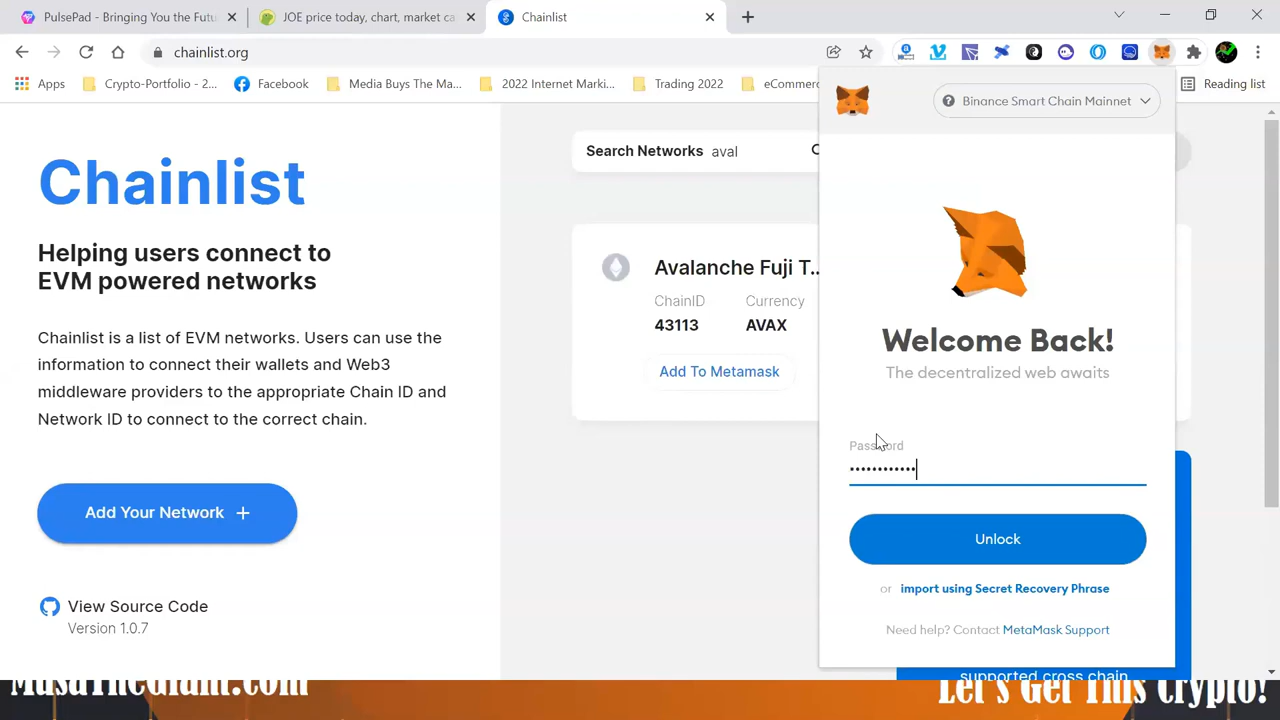 PulsePad - Bringing You the Futu
JOE price today, chart, market ca
Chainlist
chainlist.org
Apps
Crypto-Portfolio - 2...
Facebook
Media Buys The Ma...
2022 Internet Marki...
Trading 2022
eCommerc
Reading list
Chainlist
Helping users connect to
EVM powered networks
Chainlist is a list of EVM networks. Users can use the
information to connect their wallets and Web3
middleware providers to the appropriate Chain ID and
Network ID to connect to the correct chain.
Add Your Network +
View Source Code
Version 1.0.7
Search Networks aval
Avalanche Fuji T...
ChainID Currency
43113 AVAX
Add To Metamask
Binance Smart Chain Mainnet
Welcome Back!
The decentralized web awaits
Password
••••••••••••
Unlock
or import using Secret Recovery Phrase
Need help? Contact MetaMask Support
supported cross chain
MusaTheGiant.com
Let's Get This Crypto!